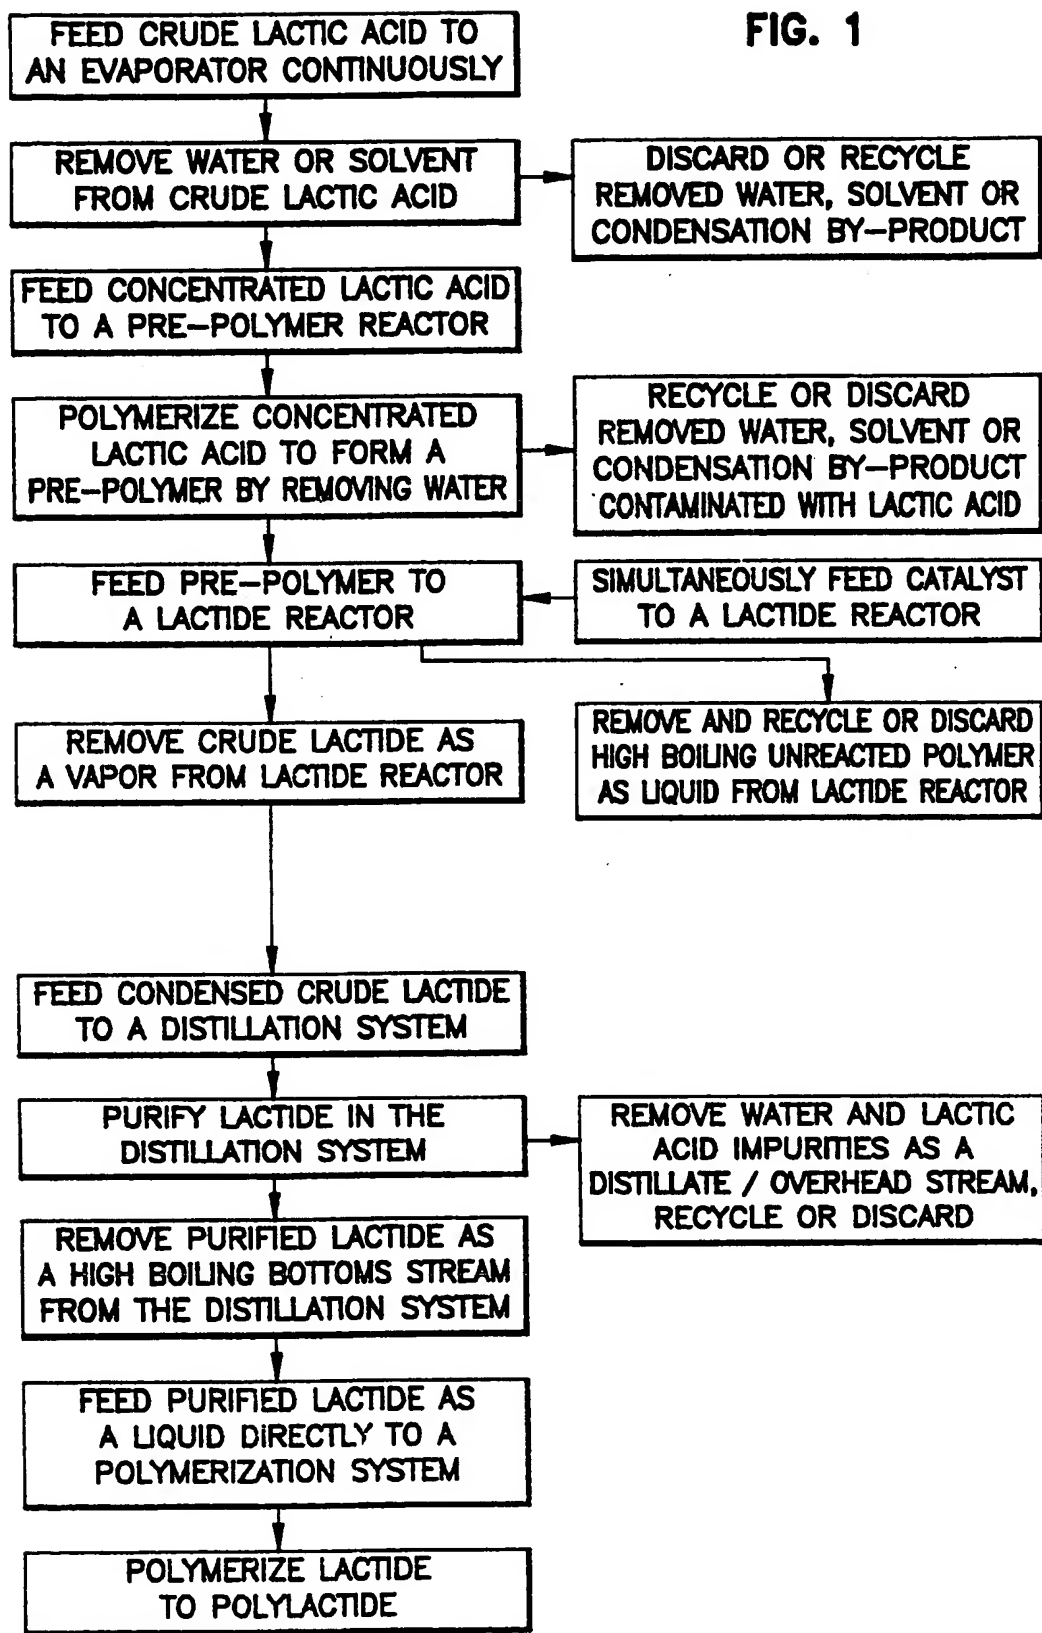 FIG. 1
FEED CRUDE LACTIC ACID TO
AN EVAPORATOR CONTINUOUSLY
REMOVE WATER OR SOLVENT
FROM CRUDE LACTIC ACID
DISCARD OR RECYCLE
REMOVED WATER, SOLVENT OR
CONDENSATION BY-PRODUCT
FEED CONCENTRATED LACTIC ACID
TO A PRE-POLYMER REACTOR
POLYMERIZE CONCENTRATED
LACTIC ACID TO FORM A
PRE-POLYMER BY REMOVING WATER
RECYCLE OR DISCARD
REMOVED WATER, SOLVENT OR
CONDENSATION BY-PRODUCT
CONTAMINATED WITH LACTIC ACID
FEED PRE-POLYMER TO
A LACTIDE REACTOR
SIMULTANEOUSLY FEED CATALYST
TO A LACTIDE REACTOR
REMOVE CRUDE LACTIDE AS
A VAPOR FROM LACTIDE REACTOR
REMOVE AND RECYCLE OR DISCARD
HIGH BOILING UNREACTED POLYMER
AS LIQUID FROM LACTIDE REACTOR
FEED CONDENSED CRUDE LACTIDE
TO A DISTILLATION SYSTEM
PURIFY LACTIDE IN THE
DISTILLATION SYSTEM
REMOVE WATER AND LACTIC
ACID IMPURITIES AS A
DISTILLATE / OVERHEAD STREAM,
RECYCLE OR DISCARD
REMOVE PURIFIED LACTIDE AS
A HIGH BOILING BOTTOMS STREAM
FROM THE DISTILLATION SYSTEM
FEED PURIFIED LACTIDE AS
A LIQUID DIRECTLY TO A
POLYMERIZATION SYSTEM
POLYMERIZE LACTIDE
TO POLYLACTIDE